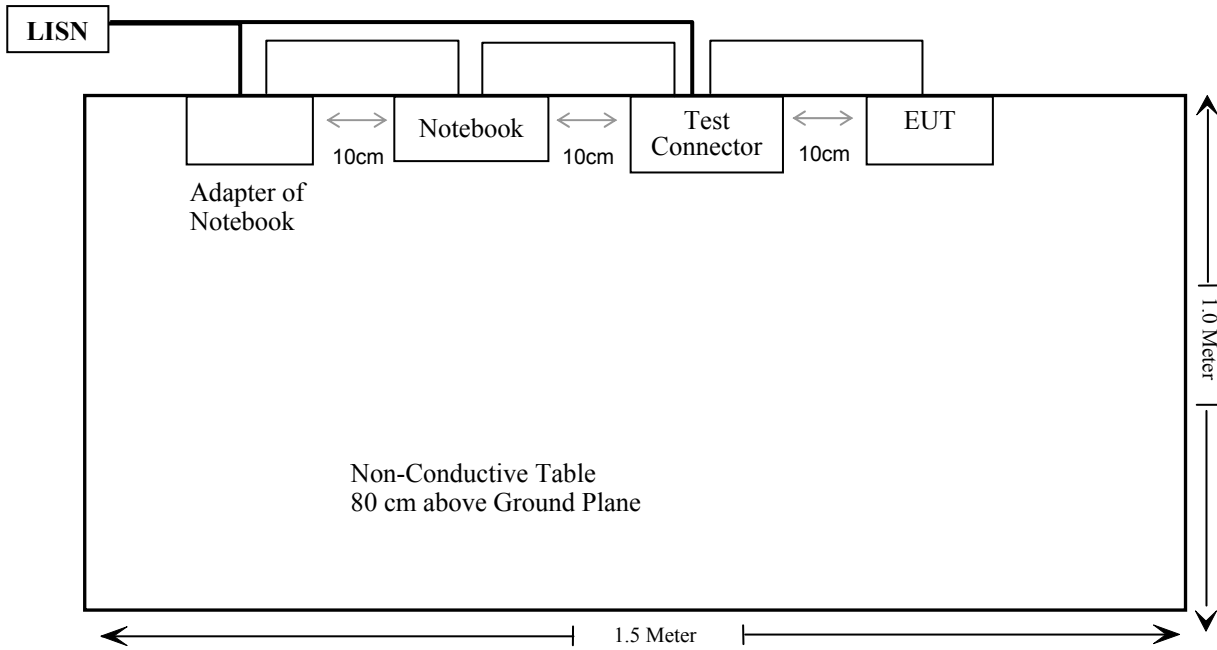 LISN
Notebook
Test
Connector
EUT
10cm
10cm
10cm
Adapter of
Notebook
1.0 Meter
Non-Conductive Table
80 cm above Ground Plane
1.5 Meter